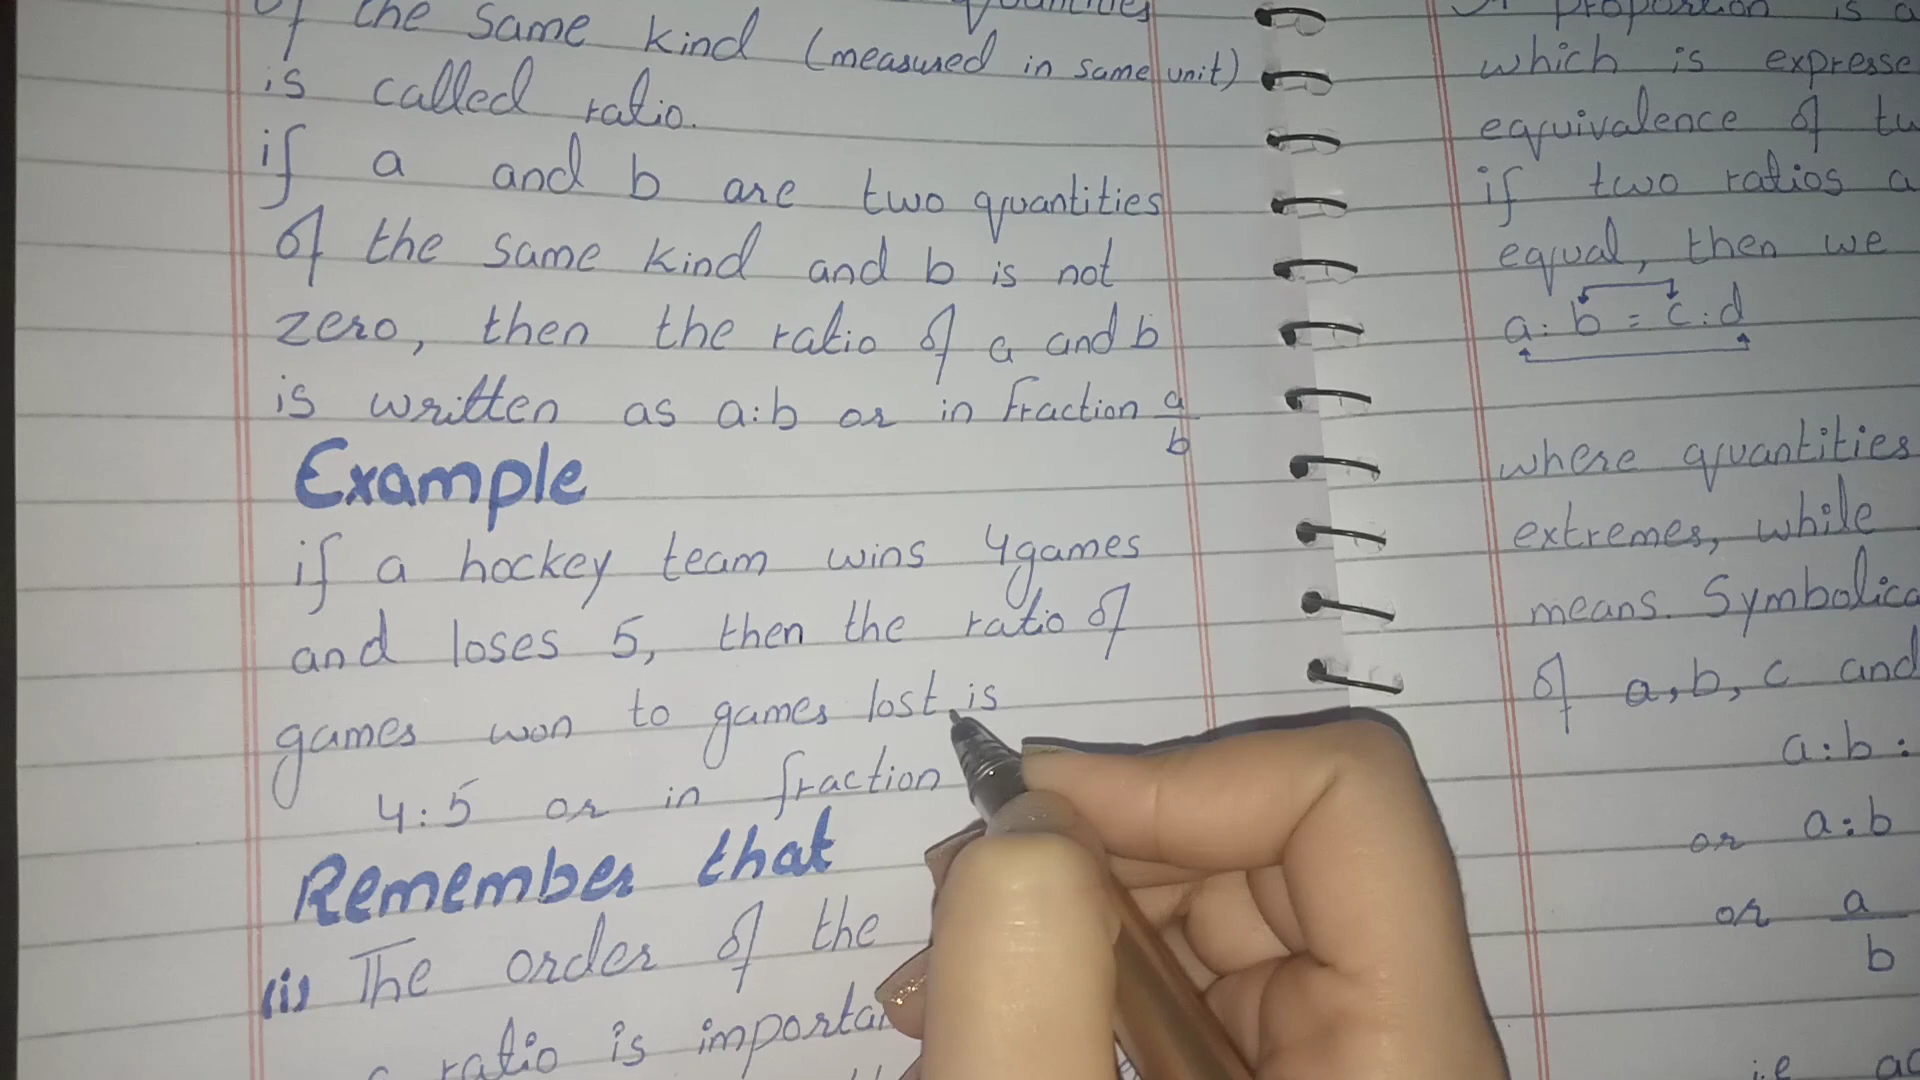 of the same kind (measured in same unit)
is called ratio.
if a and b are two quantities
of the same kind and b is not
zero, then the ratio of a and b
is written as a:b or in fraction a/b
Example
if a hockey team wins 4 games
and loses 5, then the ratio of
games won to games lost is
4:5 or in fraction
Remember that
(i) The order of the
ratio is importa
proportion is a
which is expresse
equivalence of
if two ratios a
equal, then we
a:b = c:d
where quantities
extremes, while
means. Symbolica
of a, b, c and
a:b:
or a:b
or a/b
i.e